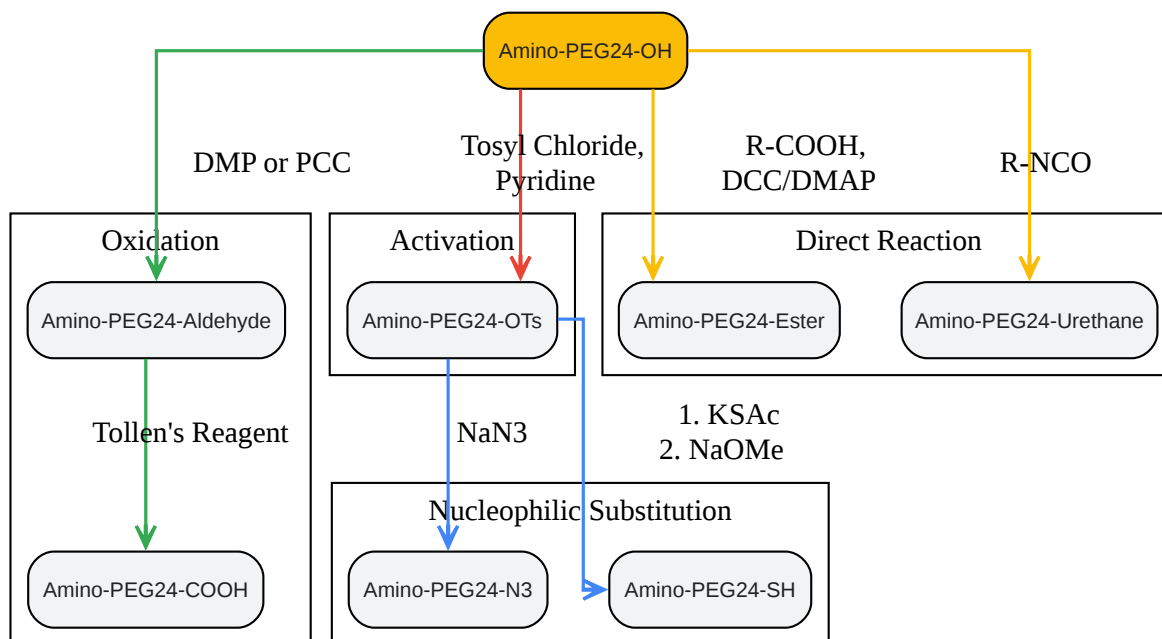 Amino-PEG24-OH
DMP or PCC
Tosyl Chloride,
Pyridine
R-COOH,
DCC/DMAP
R-NCO
Oxidation
Activation
Direct Reaction
Amino-PEG24-Aldehyde
Amino-PEG24-OTs
Amino-PEG24-Ester
Amino-PEG24-Urethane
Tollen's Reagent
NaN3
1. KSAc
2. NaOMe
Nucleophilic Substitution
Amino-PEG24-COOH
Amino-PEG24-N3
Amino-PEG24-SH